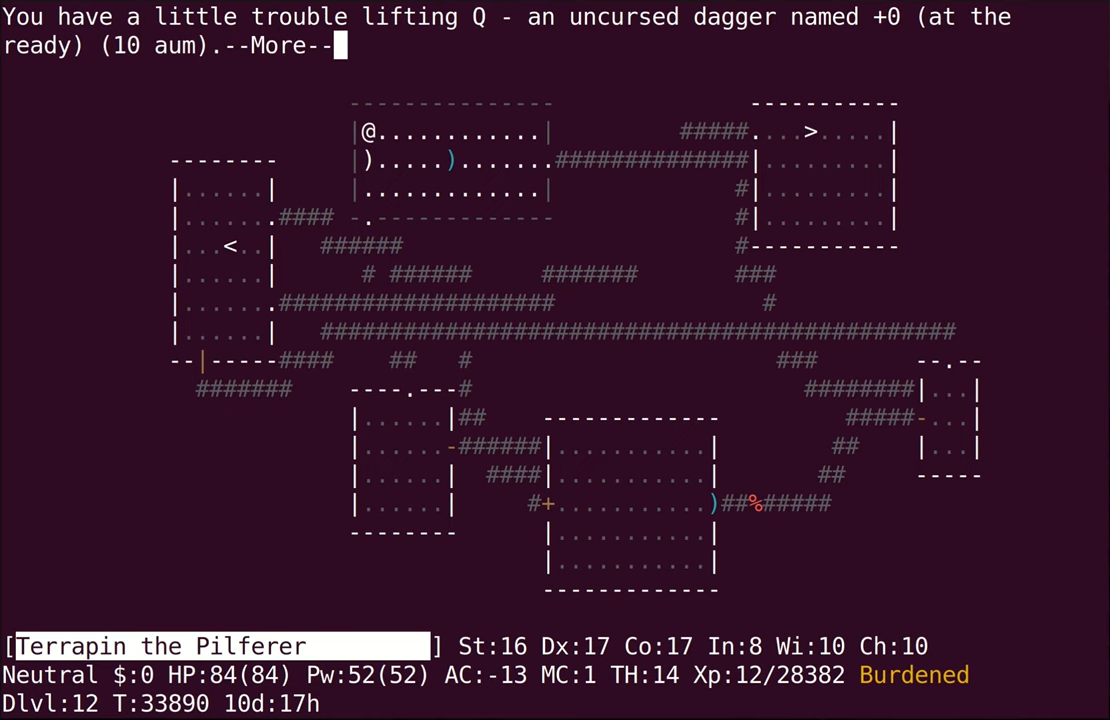 You have a little trouble lifting Q - an uncursed dagger named +0 (at the
ready) (10 aum).--More--
--------------               -----------
|@............|         #####....>.....|
--------      |).....).......##############|.........|
|......|      |.............|             #|.........|
|.......####  -.-------------             #|.........|
|...<..|   ######                        #-----------
|......|       # ######     #######       ###
|.......####################                #
|......|   ##############################################
--|-----####    ##   #                      ###       --.--
#######    ----.---#                        ########|...|
|......|##      -------------         #####-...|
|......-######|...........|        ##    |...|
|......|  ####|...........|       ##     -----
|......|     #+...........)##%#####
--------      |...........|
|...........|
-------------
[Terrapin the Pilferer          ] St:16 Dx:17 Co:17 In:8 Wi:10 Ch:10
Neutral $:0 HP:84(84) Pw:52(52) AC:-13 MC:1 TH:14 Xp:12/28382 Burdened
Dlvl:12 T:33890 10d:17h